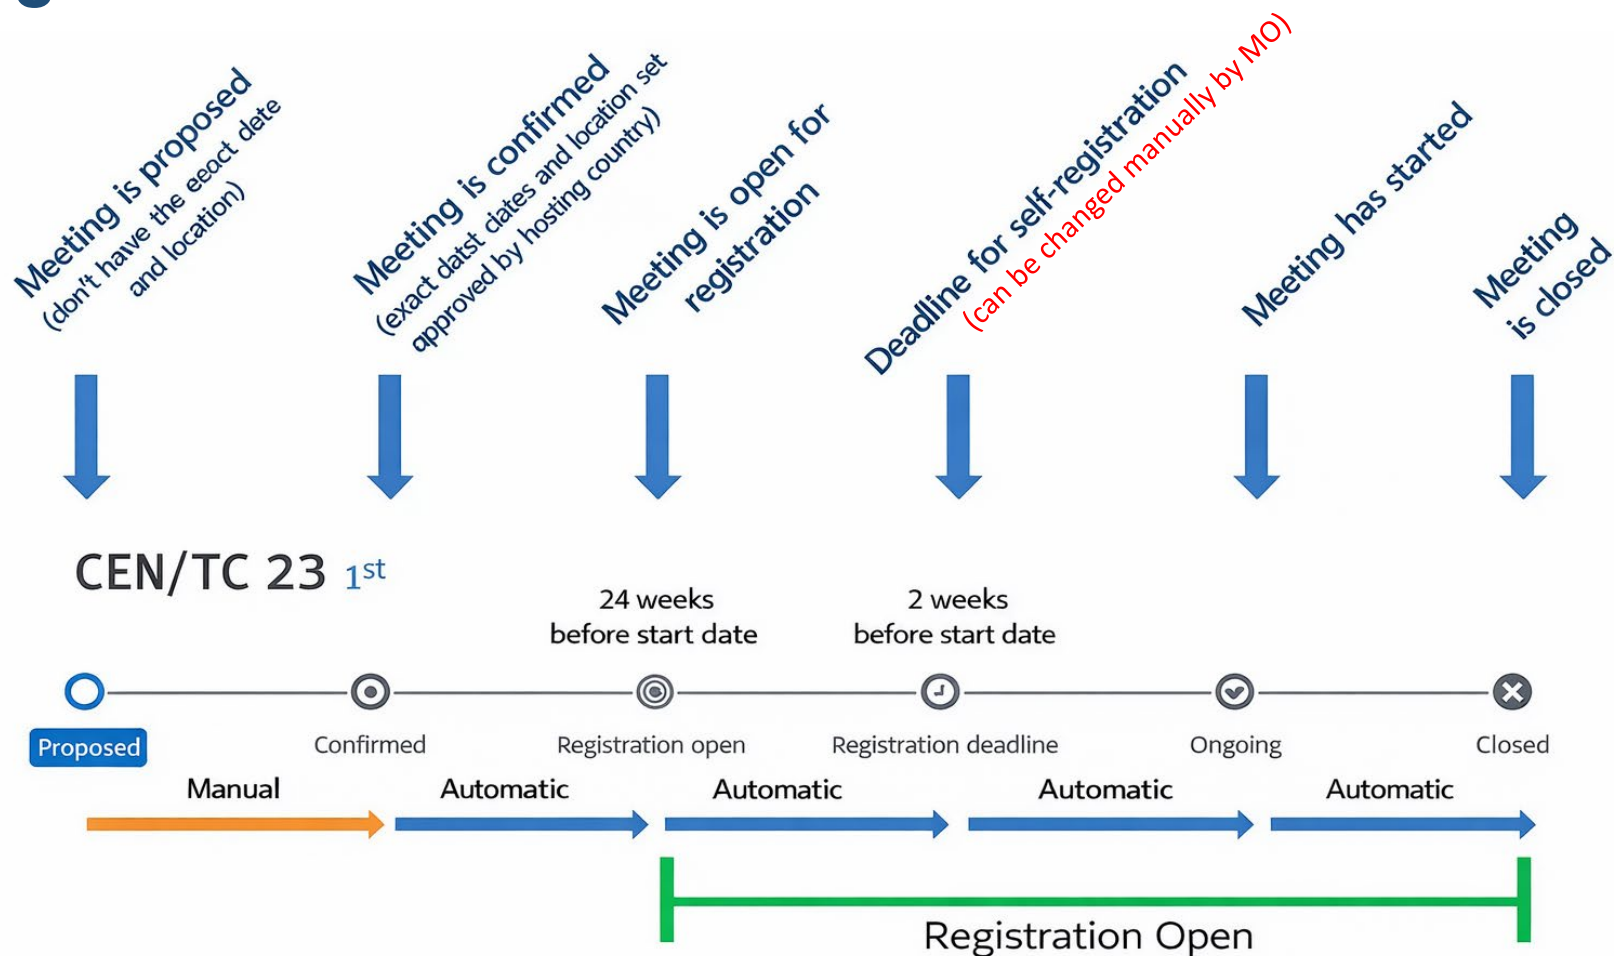 Meeting is proposed
(don't haıve the eeoct dete
and location)
Meeting is confirmed
(exact datst dates and location set
approved by hosting country)
Meeting is open for
registration
Deadline for self-registration
(can be changed manually by MO)
Meeting has started
Meeting
is closed
CEN/TC 23 1st
24 weeks
before start date
2 weeks
before start date
Proposed
Confirmed
Registration open
Registration deadline
Ongoing
Closed
Manual
Automatic
Automatic
Automatic
Automatic
Registration Open